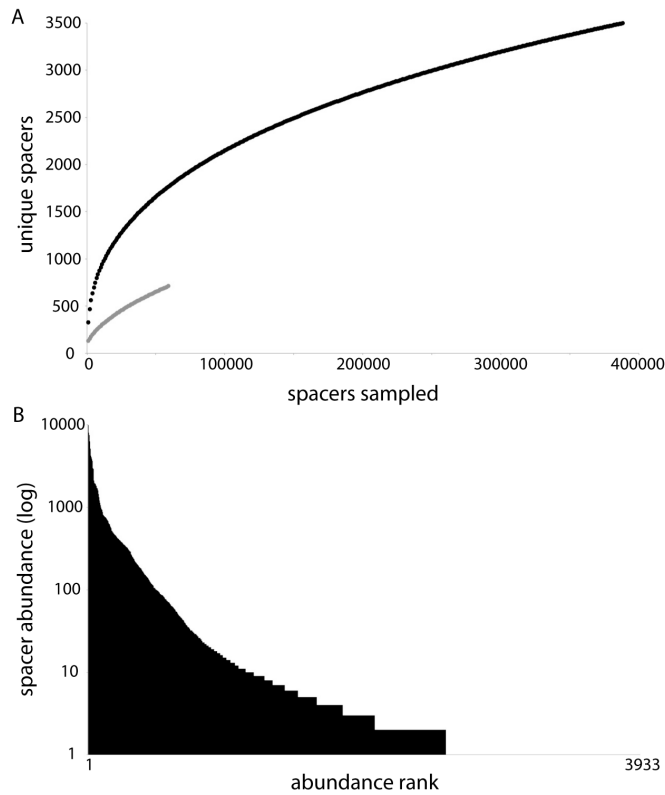 A
3500
3000
2500
2000
1500
1000
500
0
unique spacers
0 100000 200000 300000 400000
spacers sampled
B
10000
1000
100
10
1
spacer abundance (log)
1 3933
abundance rank